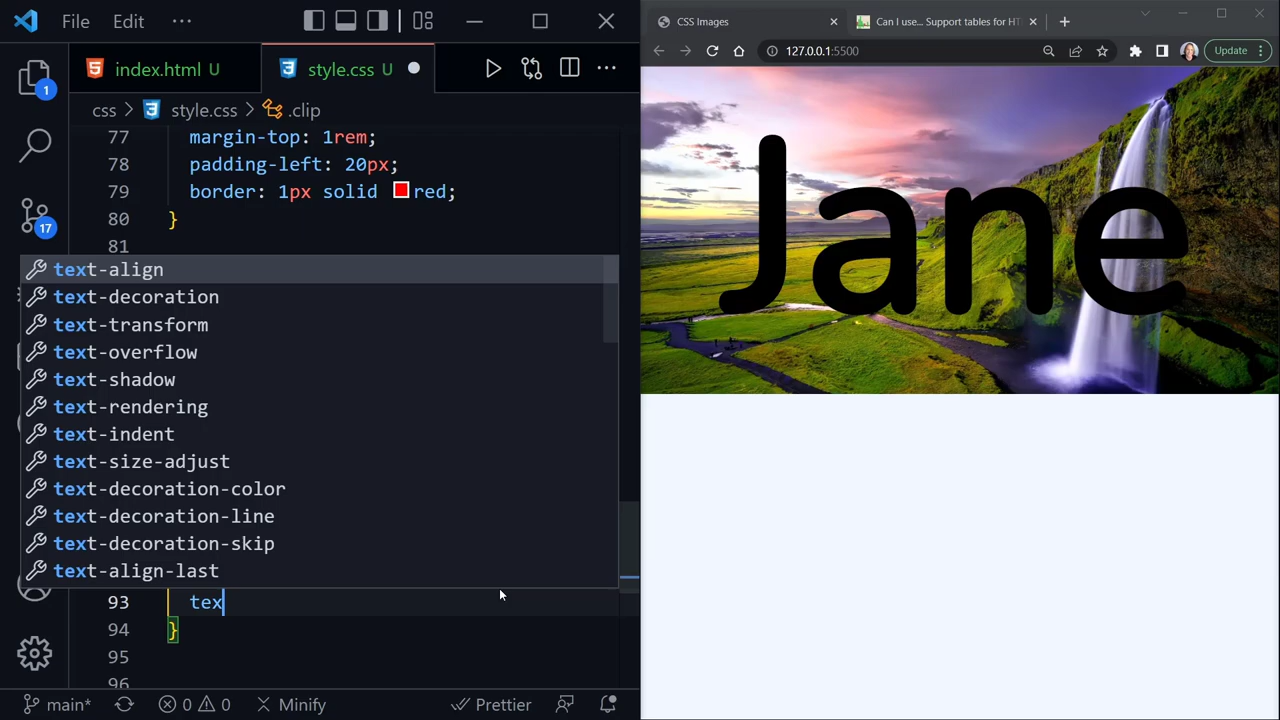 File Edit ···
index.html U
style.css U
css > style.css > .clip
77 margin-top: 1rem;
78 padding-left: 20px;
79 border: 1px solid red;
80 }
81
text-align
text-decoration
text-transform
text-overflow
text-shadow
text-rendering
text-indent
text-size-adjust
text-decoration-color
text-decoration-line
text-decoration-skip
text-align-last
93 tex
94 }
95
96
1
17
main* 0 0 Minify Prettier
CSS Images
Can I use... Support tables for HT
127.0.0.1:5500
Update
Jane